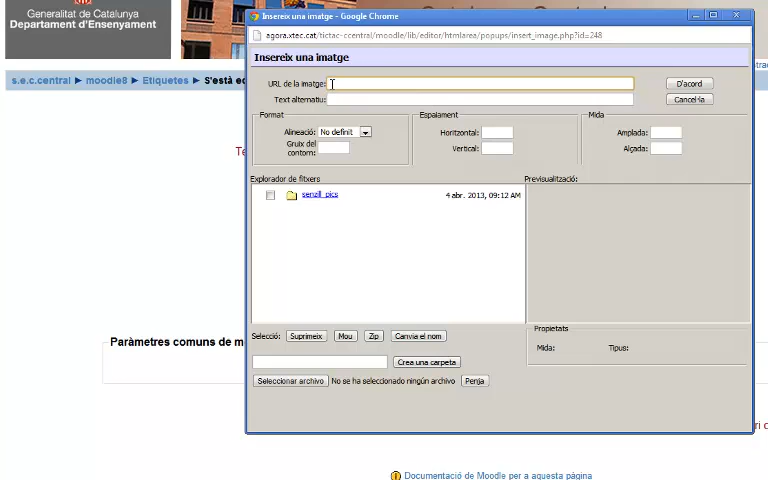 Generalitat de Catalunya
Departament d'Ensenyament
s.e.c.central ► moodle8 ► Etiquetes ► S'està ec
Te
Paràmetres comuns de m
Documentació de Moodle per a aquesta pàgina
Insereix una imatge - Google Chrome
agora.xtec.cat/tictac-ccentral/moodle/lib/editor/htmlarea/popups/insert_image.php?id=248
Insereix una imatge
URL de la imatge:
D'acord
Text alternatiu:
Cancel·la
Format
Espaiament
Mida
Alineació: No definit
Horitzontal:
Amplada:
Gruix del
contorn:
Vertical:
Alçada:
Explorador de fitxers
Previsualització:
senzill_pics
4 abr. 2013, 09:12 AM
Selecció: Suprimeix Mou Zip Canvia el nom
Propietats
Mida:
Tipus:
Crea una carpeta
Seleccionar archivo No se ha seleccionado ningún archivo Penja